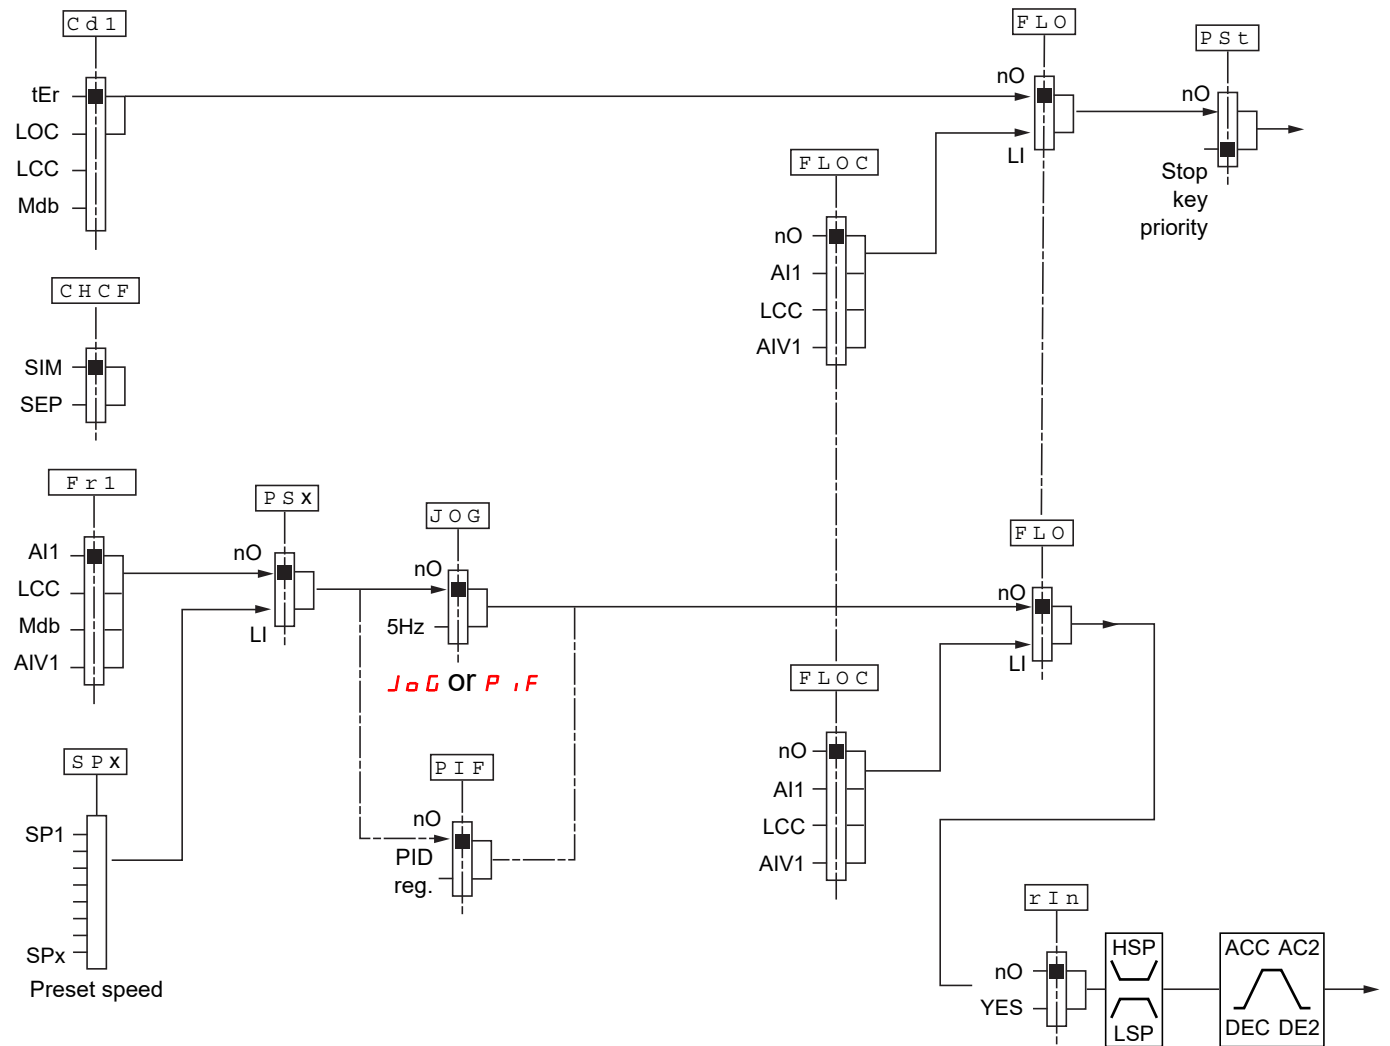 Cd1
tEr
LOC
LCC
Mdb
FLO
nO
LI
PSt
nO
Stop
key
priority
FLOC
nO
AI1
LCC
AIV1
CHCF
SIM
SEP
Fr1
AI1
LCC
Mdb
AIV1
PSx
nO
LI
JOG
nO
5Hz
JoG or PiF
FLO
nO
LI
SPx
SP1
SPx
Preset speed
PIF
nO
PID
reg.
FLOC
nO
AI1
LCC
AIV1
rIn
nO
YES
HSP
LSP
ACC AC2
DEC DE2